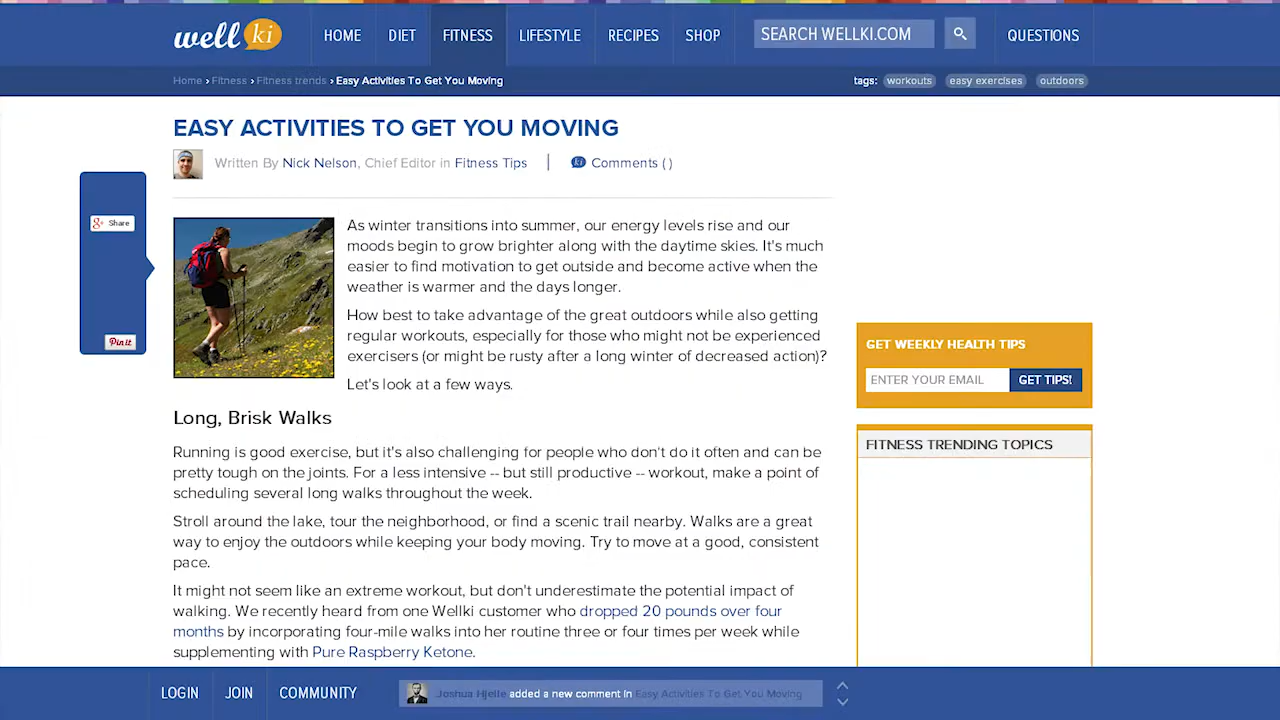 well ki
HOME
DIET
FITNESS
LIFESTYLE
RECIPES
SHOP
SEARCH WELLKI.COM
QUESTIONS
Home › Fitness › Fitness trends › Easy Activities To Get You Moving
tags: workouts easy exercises outdoors
EASY ACTIVITIES TO GET YOU MOVING
Written By Nick Nelson, Chief Editor in Fitness Tips | ki Comments ( )
g+ Share
Pin it
As winter transitions into summer, our energy levels rise and our
moods begin to grow brighter along with the daytime skies. It's much
easier to find motivation to get outside and become active when the
weather is warmer and the days longer.
How best to take advantage of the great outdoors while also getting
regular workouts, especially for those who might not be experienced
exercisers (or might be rusty after a long winter of decreased action)?
Let's look at a few ways.
Long, Brisk Walks
Running is good exercise, but it's also challenging for people who don't do it often and can be
pretty tough on the joints. For a less intensive -- but still productive -- workout, make a point of
scheduling several long walks throughout the week.
Stroll around the lake, tour the neighborhood, or find a scenic trail nearby. Walks are a great
way to enjoy the outdoors while keeping your body moving. Try to move at a good, consistent
pace.
It might not seem like an extreme workout, but don't underestimate the potential impact of
walking. We recently heard from one Wellki customer who dropped 20 pounds over four
months by incorporating four-mile walks into her routine three or four times per week while
supplementing with Pure Raspberry Ketone.
GET WEEKLY HEALTH TIPS
ENTER YOUR EMAIL
GET TIPS!
FITNESS TRENDING TOPICS
LOGIN
JOIN
COMMUNITY
Joshua Hjelle added a new comment in Easy Activities To Get You Moving